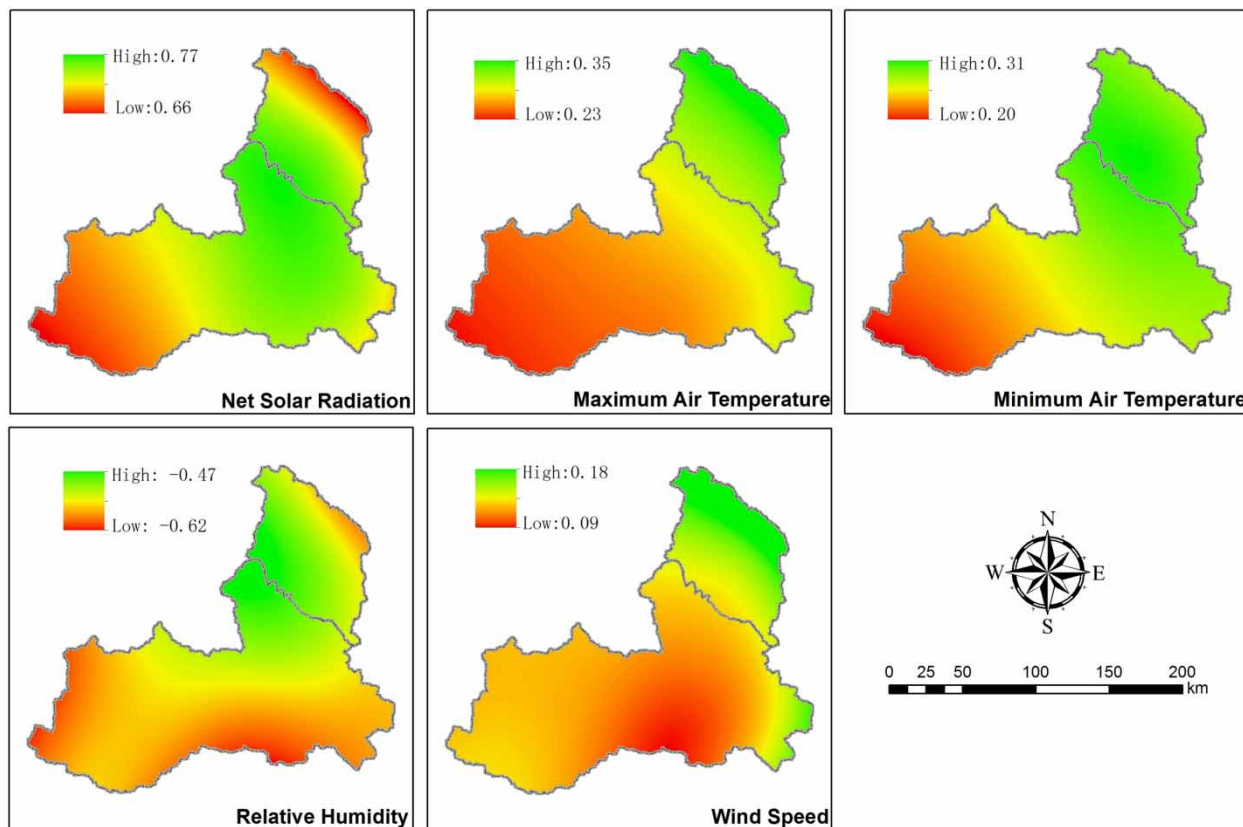 High:0.77
Low:0.66
Net Solar Radiation
High:0.35
Low:0.23
Maximum Air Temperature
High:0.31
Low:0.20
Minimum Air Temperature
High: -0.47
Low: -0.62
Relative Humidity
High:0.18
Low:0.09
Wind Speed
N
W E
S
0 25 50 100 150 200
km